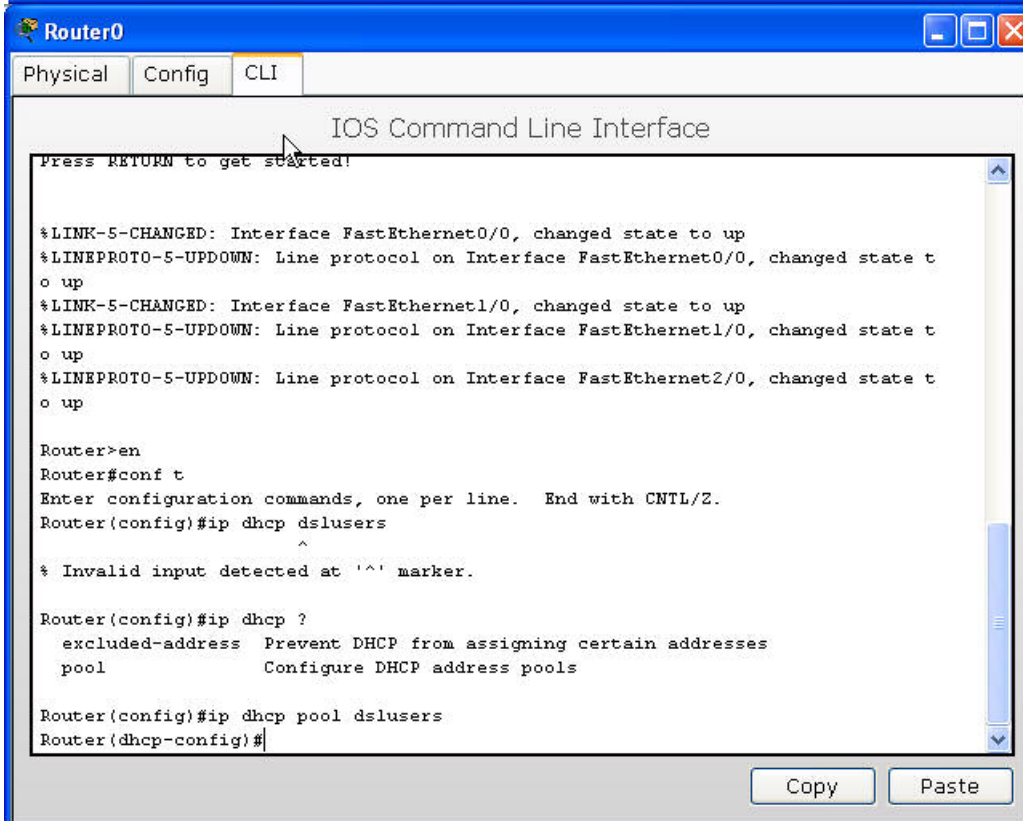 Router0
Physical Config CLI
IOS Command Line Interface
Press RETURN to get started!
%LINK-5-CHANGED: Interface FastEthernet0/0, changed state to up
%LINEPROTO-5-UPDOWN: Line protocol on Interface FastEthernet0/0, changed state t
o up
%LINK-5-CHANGED: Interface FastEthernet1/0, changed state to up
%LINEPROTO-5-UPDOWN: Line protocol on Interface FastEthernet1/0, changed state t
o up
%LINEPROTO-5-UPDOWN: Line protocol on Interface FastEthernet2/0, changed state t
o up
Router>en
Router#conf t
Enter configuration commands, one per line.  End with CNTL/Z.
Router(config)#ip dhcp dslusers
^
% Invalid input detected at '^' marker.
Router(config)#ip dhcp ?
excluded-address  Prevent DHCP from assigning certain addresses
pool              Configure DHCP address pools
Router(config)#ip dhcp pool dslusers
Router(dhcp-config)#
Copy Paste